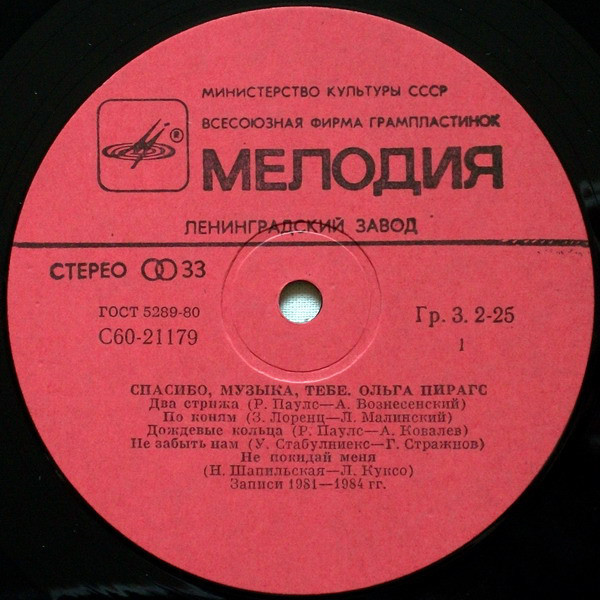 МИНИСТЕРСТВО КУЛЬТУРЫ СССР
ВСЕСОЮЗНАЯ ФИРМА ГРАМПЛАСТИНОК
®
МЕЛОДИЯ
ЛЕНИНГРАДСКИЙ ЗАВОД
СТЕРЕО 33
ГОСТ 5289-80
С60-21179
Гр. 3. 2-25
1
СПАСИБО, МУЗЫКА, ТЕБЕ. ОЛЬГА ПИРАГС
Два стрижа (Р. Паулс—А. Вознесенский)
По коням (З. Лоренц—Л. Малинский)
Дождевые кольца (Р. Паулс—А. Ковалев)
Не забыть нам (У. Стабулниекс—Г. Стражнов)
Не покидай меня
(Н. Шапильская—Л. Куксо)
Записи 1981—1984 гг.